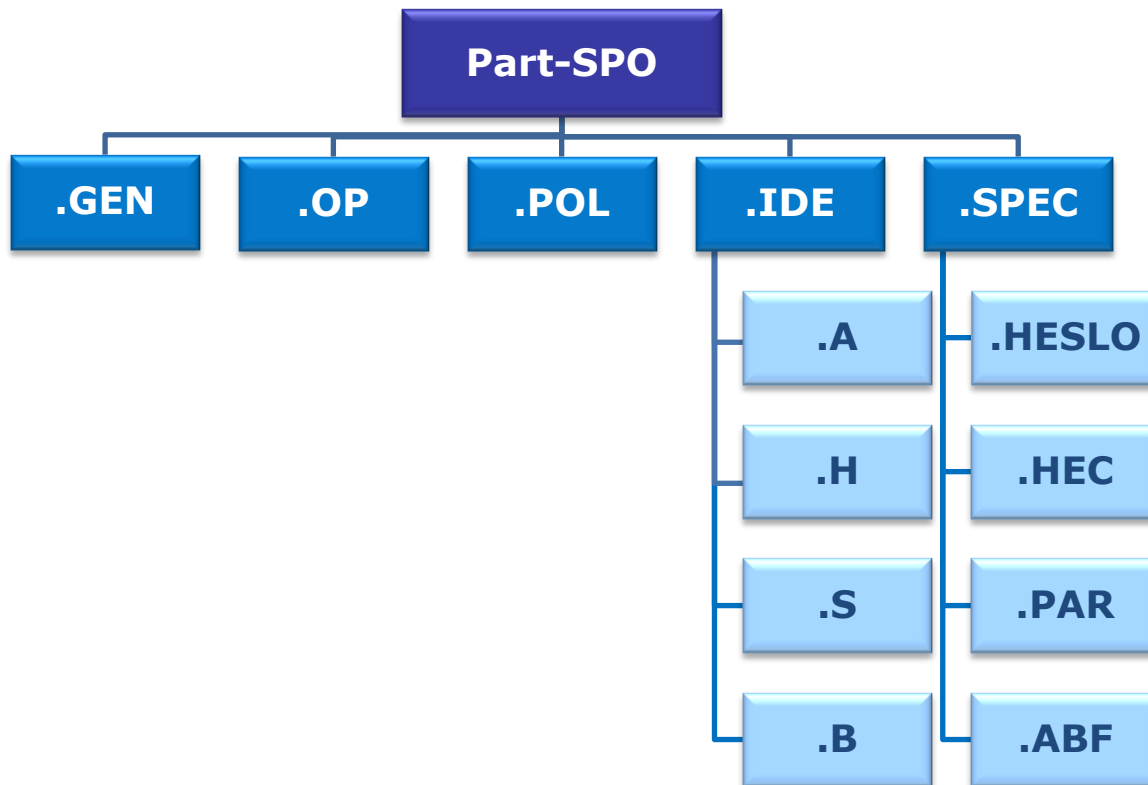 Part-SPO
.GEN
.OP
.POL
.IDE
.SPEC
.A
.H
.S
.B
.HESLO
.HEC
.PAR
.ABF